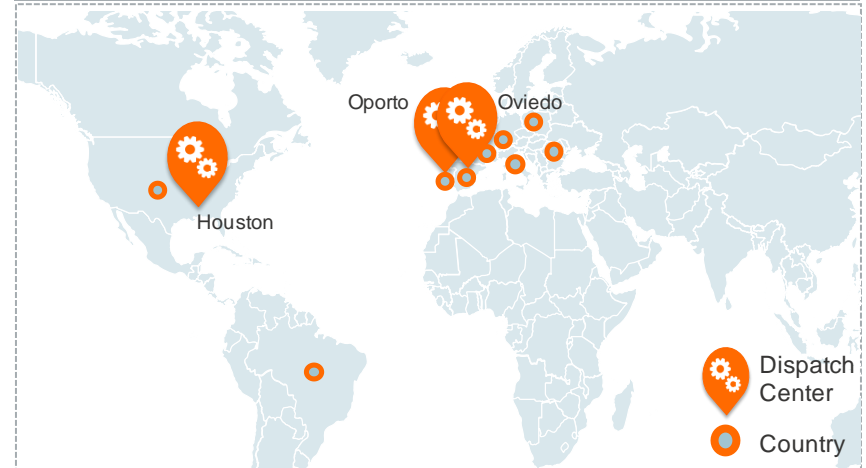 Oporto
Oviedo
Houston
Dispatch
Center
Country